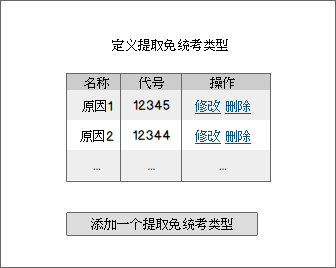 定义提取免统考类型
名称 代号 操作
原因1 12345 修改 删除
原因2 12344 修改 删除
... ... ...
添加一个提取免统考类型